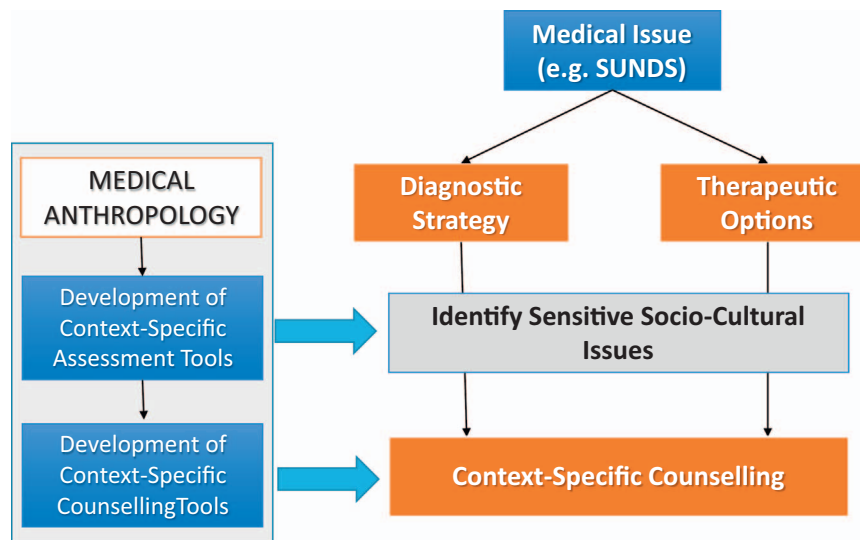 Medical Issue
(e.g. SUNDS)
MEDICAL
ANTHROPOLOGY
Diagnostic
Strategy
Therapeutic
Options
Development of
Context-Specific
Assessment Tools
Identify Sensitive Socio-Cultural
Issues
Development of
Context-Specific
CounsellingTools
Context-Specific Counselling